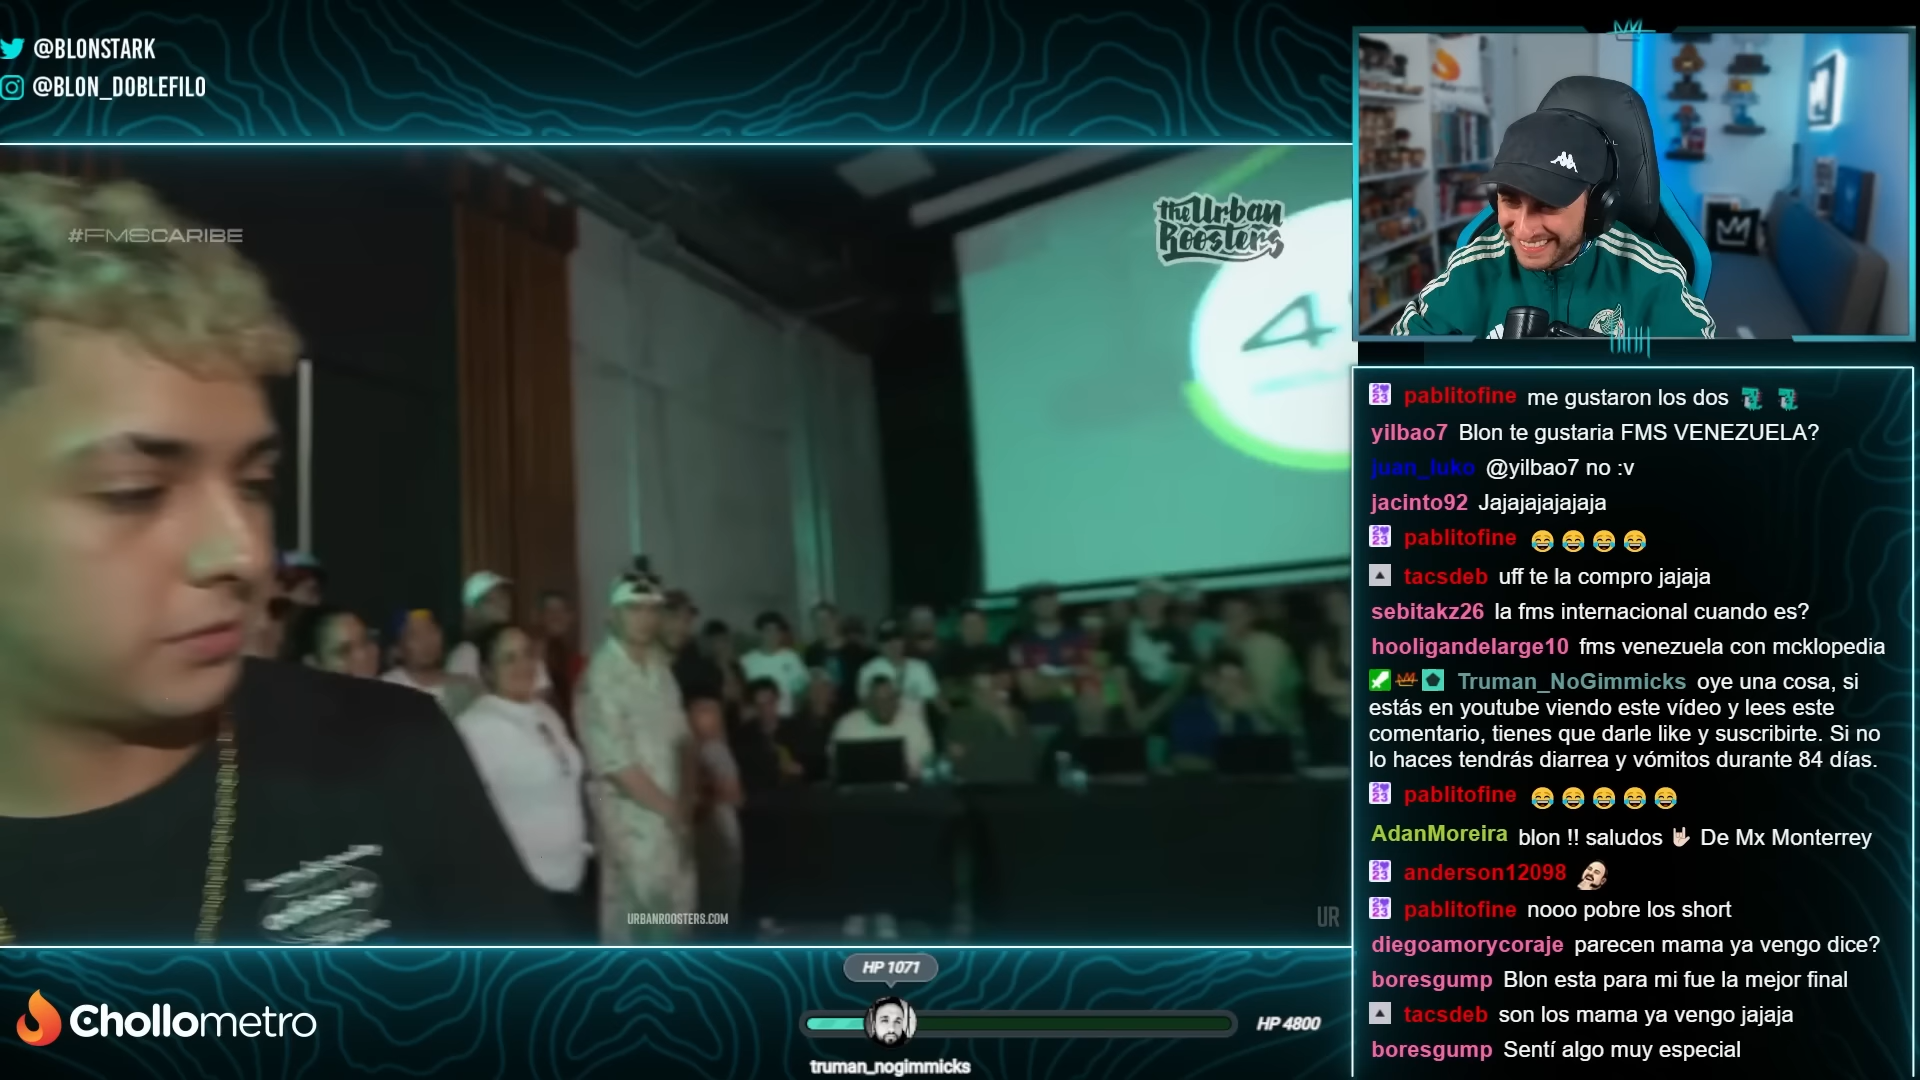 @BLONSTARK
@BLON_DOBLEFILO
#FMSCARIBE
the Urban
Roosters
4
URBANROOSTERS.COM
UR
Chollometro
HP 1071
HP 4800
truman_nogimmicks
pablitofine me gustaron los dos
yilbao7 Blon te gustaria FMS VENEZUELA?
juan_luko @yilbao7 no :v
jacinto92 Jajajajajajaja
pablitofine 😂 😂 😂 😂
tacsdeb uff te la compro jajaja
sebitakz26 la fms internacional cuando es?
hooligandelarge10 fms venezuela con mcklopedia
Truman_NoGimmicks oye una cosa, si
estás en youtube viendo este vídeo y lees este
comentario, tienes que darle like y suscribirte. Si no
lo haces tendrás diarrea y vómitos durante 84 días.
pablitofine 😂 😂 😂 😂 😂
AdanMoreira blon !! saludos 🤘🏻 De Mx Monterrey
anderson12098
pablitofine nooo pobre los short
diegoamorycoraje parecen mama ya vengo dice?
boresgump Blon esta para mi fue la mejor final
tacsdeb son los mama ya vengo jajaja
boresgump Sentí algo muy especial